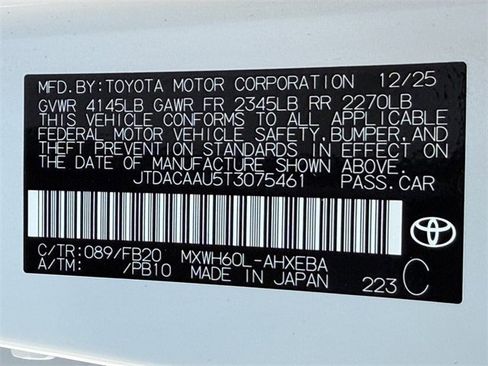 MFD. BY: TOYOTA MOTOR CORPORATION 12/25
GVWR 4145LB GAWR FR 2345LB RR 2270LB
THIS VEHICLE CONFORMS TO ALL APPLICABLE
FEDERAL MOTOR VEHICLE SAFETY, BUMPER, AND
THEFT PREVENTION STANDARDS IN EFFECT ON
THE DATE OF MANUFACTURE SHOWN ABOVE.
JTDACAAU5T3075461 PASS.CAR
C/TR: 089/FB20 MXWH60L-AHXEBA
A/TM: /PB10 MADE IN JAPAN 223 C
TOYOTA